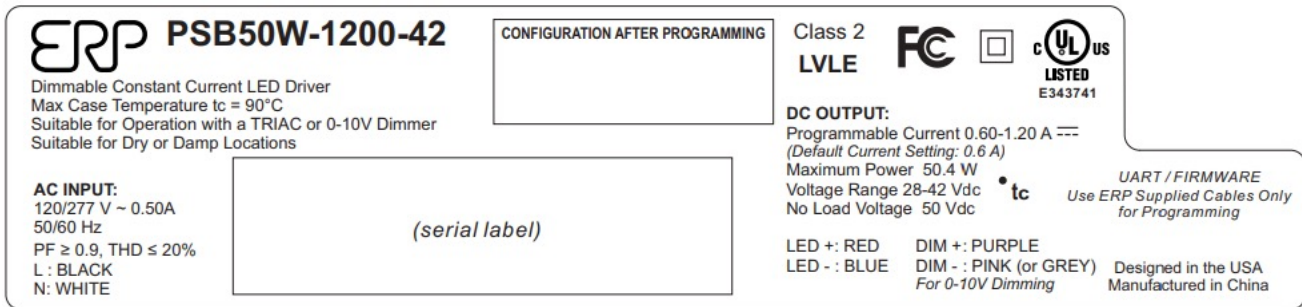 ERP PSB50W-1200-42
Dimmable Constant Current LED Driver
Max Case Temperature tc = 90°C
Suitable for Operation with a TRIAC or 0-10V Dimmer
Suitable for Dry or Damp Locations
AC INPUT:
120/277 V ~ 0.50A
50/60 Hz
PF ≥ 0.9, THD ≤ 20%
L : BLACK
N: WHITE
CONFIGURATION AFTER PROGRAMMING
(serial label)
Class 2
LVLE
FC
C UL US
LISTED
E343741
DC OUTPUT:
Programmable Current 0.60-1.20 A
(Default Current Setting: 0.6 A)
Maximum Power 50.4 W
Voltage Range 28-42 Vdc
No Load Voltage 50 Vdc
tc
UART / FIRMWARE
Use ERP Supplied Cables Only
for Programming
LED +: RED
LED - : BLUE
DIM +: PURPLE
DIM - : PINK (or GREY)
For 0-10V Dimming
Designed in the USA
Manufactured in China